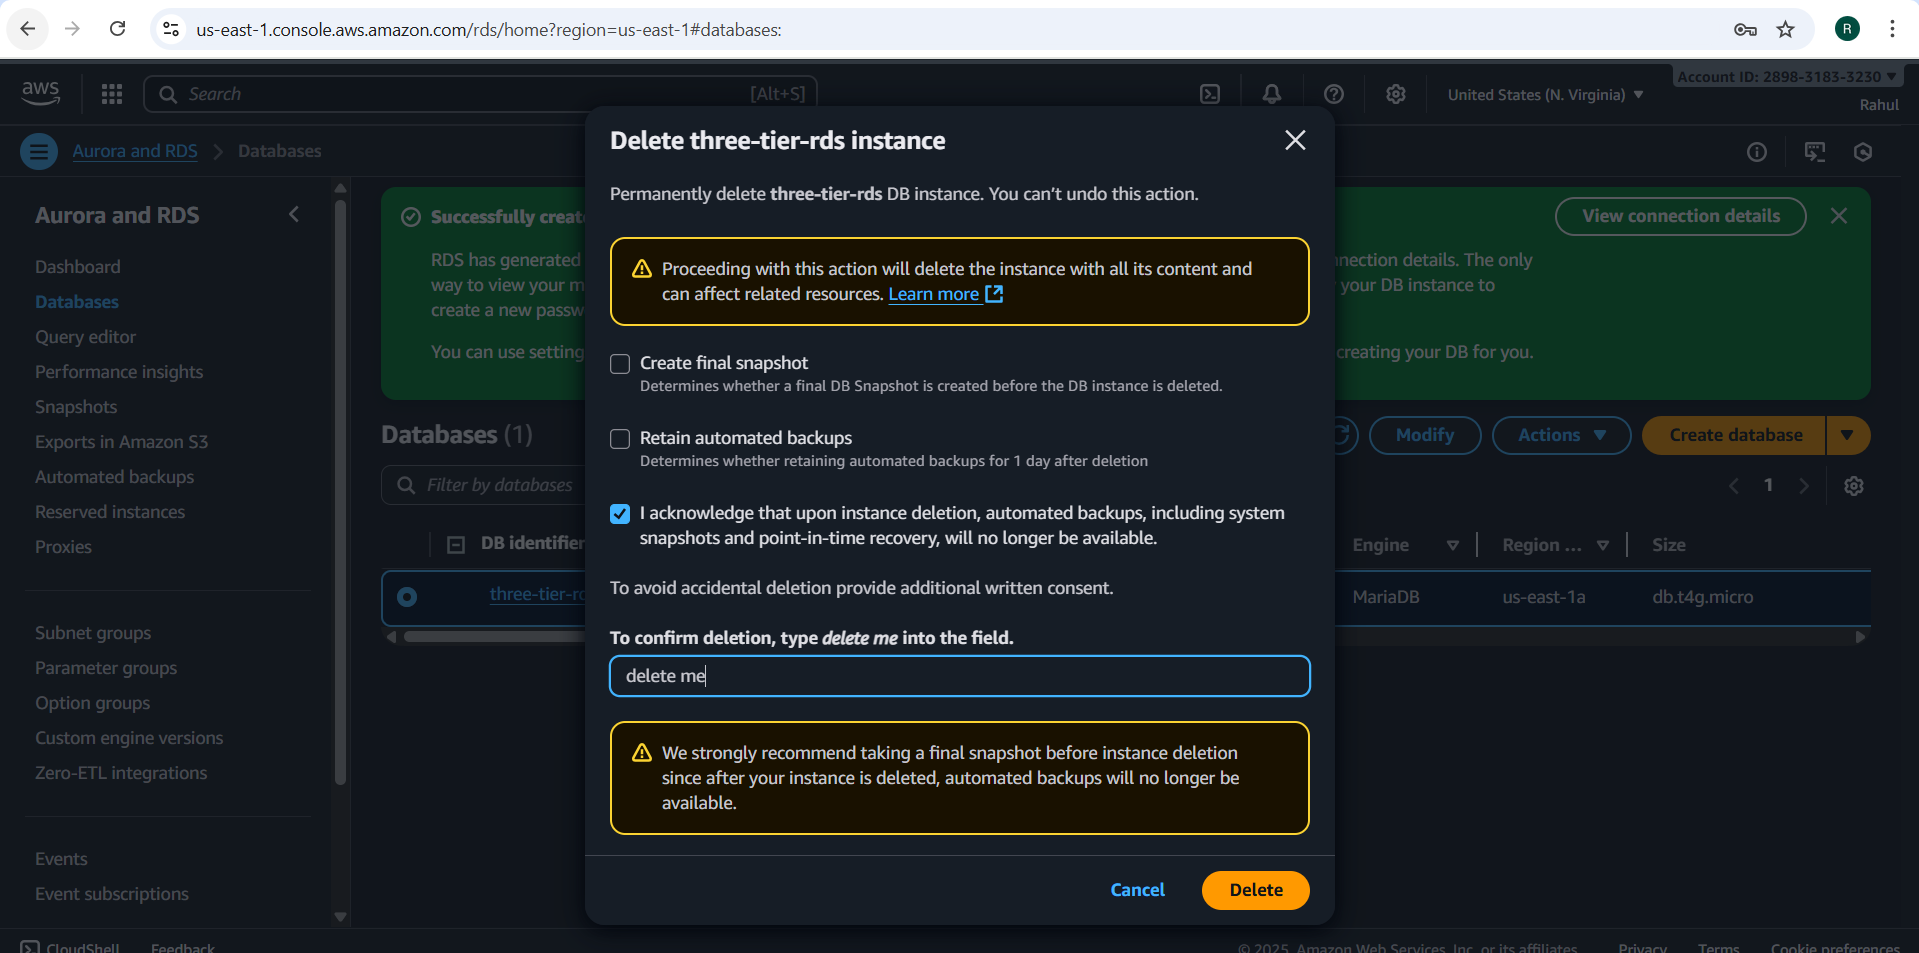 us-east-1.console.aws.amazon.com/rds/home?region=us-east-1#databases:
R
aws
Search
[Alt+S]
United States (N. Virginia)
Account ID: 2898-3183-3230
Rahul
Aurora and RDS
Databases
Aurora and RDS
Dashboard
Databases
Query editor
Performance insights
Snapshots
Exports in Amazon S3
Automated backups
Reserved instances
Proxies
Subnet groups
Parameter groups
Option groups
Custom engine versions
Zero-ETL integrations
Events
Event subscriptions
Successfully
View connection details
RDS has generated
connection details. The only
way to view your
your DB instance to
create a new
You can use
creating your DB for you.
Databases (1)
Modify
Actions
Create database
Filter by databases
1
DB identifier
Engine
Region ...
Size
three-tier-
MariaDB
us-east-1a
db.t4g.micro
Delete three-tier-rds instance
Permanently delete three-tier-rds DB instance. You can't undo this action.
Proceeding with this action will delete the instance with all its content and
can affect related resources. Learn more
Create final snapshot
Determines whether a final DB Snapshot is created before the DB instance is deleted.
Retain automated backups
Determines whether retaining automated backups for 1 day after deletion
I acknowledge that upon instance deletion, automated backups, including system
snapshots and point-in-time recovery, will no longer be available.
To avoid accidental deletion provide additional written consent.
To confirm deletion, type delete me into the field.
delete me
We strongly recommend taking a final snapshot before instance deletion
since after your instance is deleted, automated backups will no longer be
available.
Cancel
Delete
CloudShell
Feedback
© 2025, Amazon Web Services, Inc. or its affiliates.
Privacy
Terms
Cookie preferences